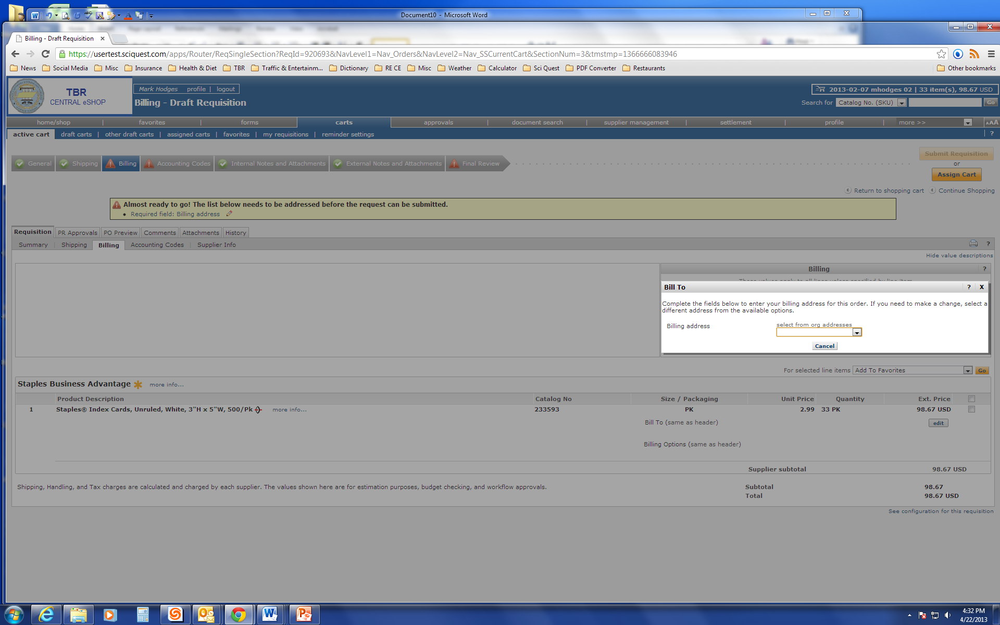 Document10 - Microsoft Word
Billing - Draft Requisition
https://usertest.sciquest.com/apps/Router/ReqSingleSection?ReqId=920693&NavLevel1=Nav_Orders&NavLevel2=Nav_SSCurrentCart&SectionNum=3&tmstmp=1366666083946
News Social Media Misc Insurance Health & Diet TBR Traffic & Entertainm... Dictionary RE CE Misc Weather Calculator Sci Quest PDF Converter Restaurants Other bookmarks
TBR
CENTRAL eSHOP
Mark Hodges profile | logout
Billing - Draft Requisition
2013-02-07 mhodges 02 | 33 item(s), 98.67 USD
Search for Catalog No. (SKU) Go
home/shop | favorites | forms carts approvals | document search | supplier management | settlement | profile | more >> AAA
active cart draft carts | other draft carts | assigned carts | favorites | my requisitions | reminder settings | ?
General Shipping Billing Accounting Codes Internal Notes and Attachments External Notes and Attachments Final Review
Submit Requisition
or
Assign Cart
Return to shopping cart Continue Shopping
Almost ready to go! The list below needs to be addressed before the request can be submitted.
• Required field: Billing address
Requisition PR Approvals PO Preview Comments Attachments History
Summary | Shipping Billing Accounting Codes | Supplier Info ?
Hide value descriptions
Billing ?
Bill To ? X
Complete the fields below to enter your billing address for this order. If you need to make a change, select a
different address from the available options.
Billing address select from org addresses
Cancel
For selected line items Add To Favorites Go
Staples Business Advantage more info...
Product Description Catalog No Size / Packaging Unit Price Quantity Ext. Price
1 Staples® Index Cards, Unruled, White, 3"H x 5"W, 500/Pk more info... 233593 PK 2.99 33 PK 98.67 USD
Bill To (same as header) edit
Billing Options (same as header)
Supplier subtotal 98.67 USD
Shipping, Handling, and Tax charges are calculated and charged by each supplier. The values shown here are for estimation purposes, budget checking, and workflow approvals.
Subtotal 98.67
Total 98.67 USD
See configuration for this requisition
4:32 PM
4/22/2013